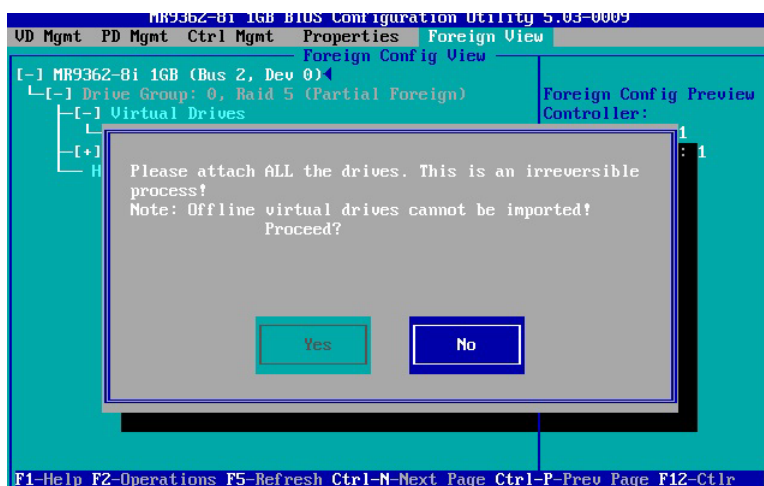 MR9362-8i 1GB BIOS Configuration Utility 5.03-0009
VD Mgmt PD Mgmt Ctrl Mgmt Properties Foreign View
Foreign Config View
[-] MR9362-8i 1GB (Bus 2, Dev 0)
[-] Drive Group: 0, Raid 5 (Partial Foreign)
Foreign Config Preview
[-] Virtual Drives
Controller:
1
[+]
: 1
H
Please attach ALL the drives. This is an irreversible
process!
Note: Offline virtual drives cannot be imported!
Proceed?
Yes No
F1-Help F2-Operations F5-Refresh Ctrl-N-Next Page Ctrl-P-Prev Page F12-Ctlr